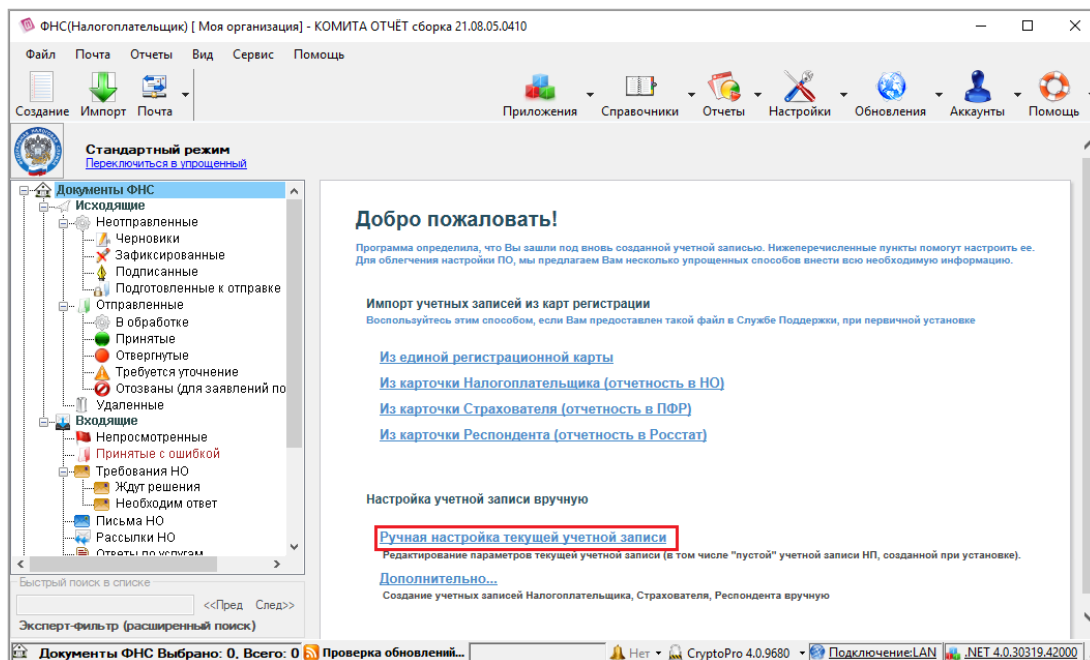 ФНС(Налогоплательщик) [ Моя организация] - КОМИТА ОТЧЁТ сборка 21.08.05.0410
Файл Почта Отчеты Вид Сервис Помощь
Создание Импорт Почта Приложения Справочники Отчеты Настройки Обновления Аккаунты Помощь
Стандартный режим
Переключиться в упрощенный
Документы ФНС
Исходящие
Неотправленные
Черновики
Зафиксированные
Подписанные
Подготовленные к отправке
Отправленные
В обработке
Принятые
Отвергнутые
Требуется уточнение
Отозваны (для заявлений по
Удаленные
Входящие
Непросмотренные
Принятые с ошибкой
Требования НО
Ждут решения
Необходим ответ
Письма НО
Рассылки НО
Ответы по услугам
Быстрый поиск в списке
<<Пред След>>
Эксперт-фильтр (расширенный поиск)
Добро пожаловать!
Программа определила, что Вы зашли под вновь созданной учетной записью. Нижеперечисленные пункты помогут настроить ее.
Для облегчения настройки ПО, мы предлагаем Вам несколько упрощенных способов внести всю необходимую информацию.
Импорт учетных записей из карт регистрации
Воспользуйтесь этим способом, если Вам предоставлен такой файл в Службе Поддержки, при первичной установке
Из единой регистрационной карты
Из карточки Налогоплательщика (отчетность в НО)
Из карточки Страхователя (отчетность в ПФР)
Из карточки Респондента (отчетность в Росстат)
Настройка учетной записи вручную
Ручная настройка текущей учетной записи
Редактирование параметров текущей учетной записи (в том числе "пустой" учетной записи НП, созданной при установке).
Дополнительно...
Создание учетных записей Налогоплательщика, Страхователя, Респондента вручную
Документы ФНС Выбрано: 0, Всего: 0 Проверка обновлений... Нет CryptoPro 4.0.9680 Подключение:LAN .NET 4.0.30319.42000